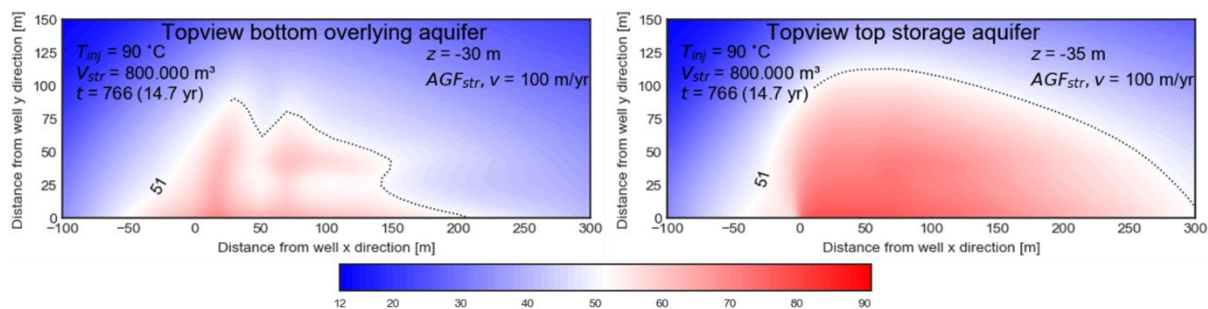 Topview bottom overlying aquifer
T_inj = 90 ˚C
z = -30 m
V_str = 800.000 m³
AGF_str, v = 100 m/yr
t = 766 (14.7 yr)
51
Distance from well y direction [m]
150
125
100
75
50
25
0
−100
−50
0
50
100
150
200
250
300
Distance from well x direction [m]
Topview top storage aquifer
T_inj = 90 ˚C
z = -35 m
V_str = 800.000 m³
AGF_str, v = 100 m/yr
t = 766 (14.7 yr)
51
Distance from well y direction [m]
150
125
100
75
50
25
0
−100
−50
0
50
100
150
200
250
300
Distance from well x direction [m]
12
20
30
40
50
60
70
80
90